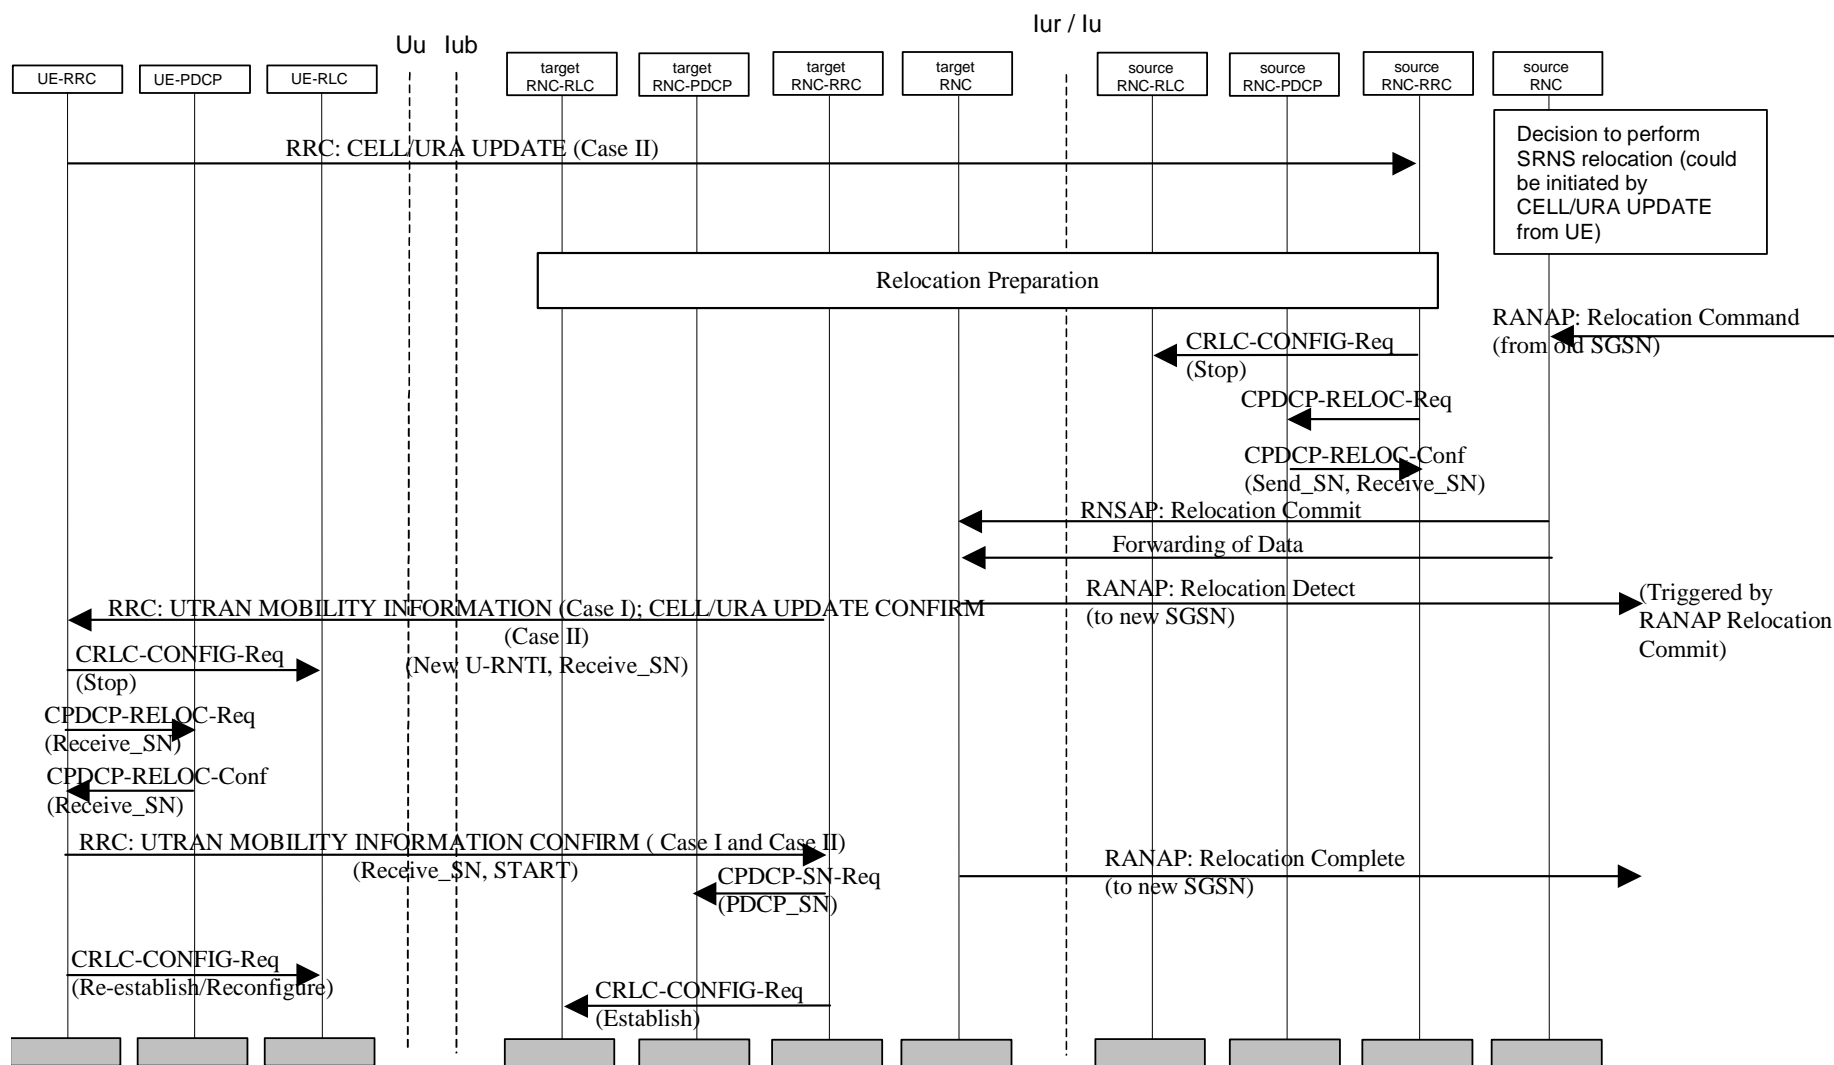 Iur / Iu
Uu
Iub
UE-RRC
UE-PDCP
UE-RLC
target
RNC-RLC
target
RNC-PDCP
target
RNC-RRC
target
RNC
source
RNC-RLC
source
RNC-PDCP
source
RNC-RRC
source
RNC
Decision to perform
SRNS relocation (could
be initiated by
CELL/URA UPDATE
from UE)
RRC: CELL/URA UPDATE (Case II)
Relocation Preparation
RANAP: Relocation Command
(from old SGSN)
CRLC-CONFIG-Req
(Stop)
CPDCP-RELOC-Req
CPDCP-RELOC-Conf
(Send_SN, Receive_SN)
RNSAP: Relocation Commit
Forwarding of Data
RANAP: Relocation Detect
(to new SGSN)
(Triggered by
RANAP Relocation
Commit)
RRC: UTRAN MOBILITY INFORMATION (Case I); CELL/URA UPDATE CONFIRM
(Case II)
(New U-RNTI, Receive_SN)
CRLC-CONFIG-Req
(Stop)
CPDCP-RELOC-Req
(Receive_SN)
CPDCP-RELOC-Conf
(Receive_SN)
RRC: UTRAN MOBILITY INFORMATION CONFIRM ( Case I and Case II)
(Receive_SN, START)
RANAP: Relocation Complete
(to new SGSN)
CPDCP-SN-Req
(PDCP_SN)
CRLC-CONFIG-Req
(Re-establish/Reconfigure)
CRLC-CONFIG-Req
(Establish)